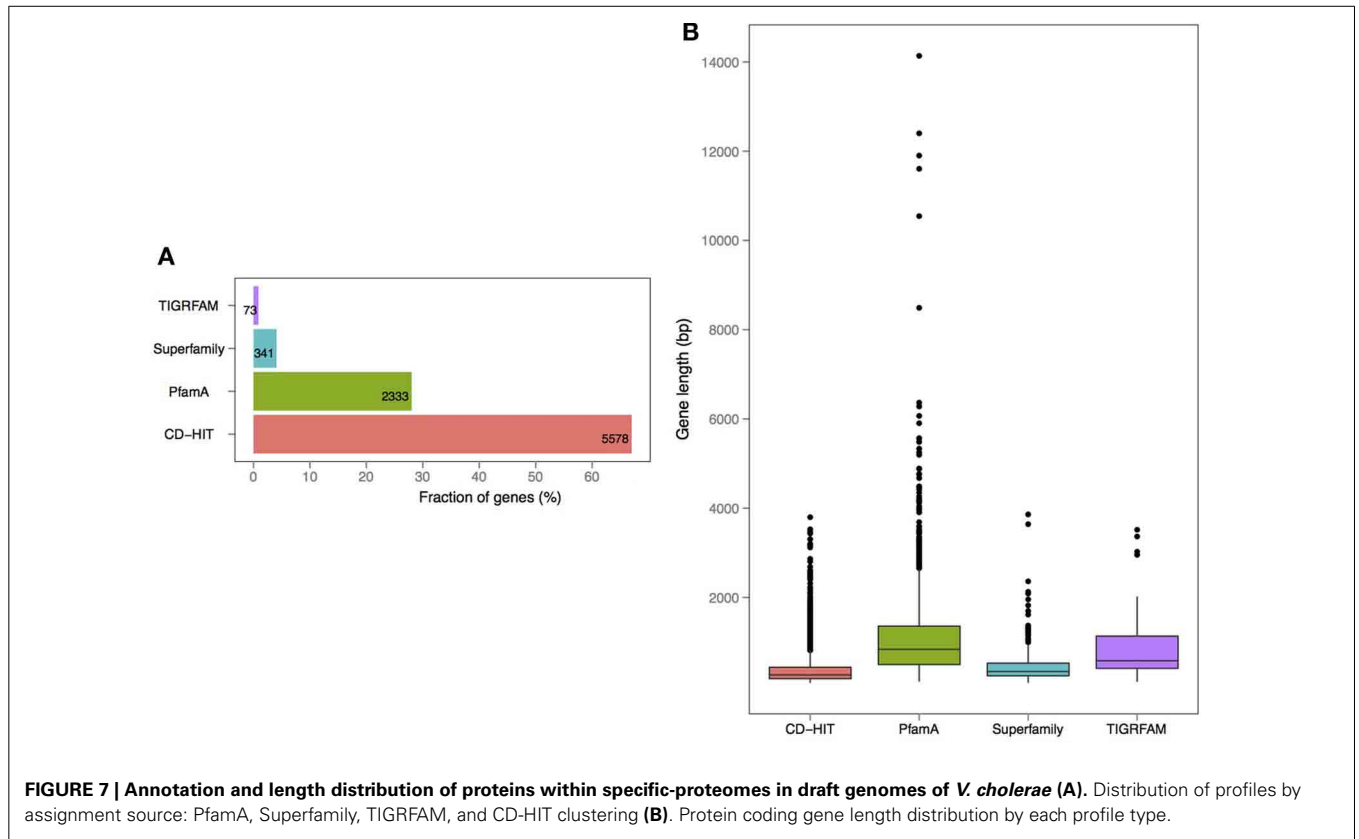 A
TIGRFAM
73
Superfamily
341
PfamA
2333
CD-HIT
5578
0 10 20 30 40 50 60
Fraction of genes (%)
B
14000
12000
10000
8000
6000
4000
2000
Gene length (bp)
CD-HIT PfamA Superfamily TIGRFAM
FIGURE 7 | Annotation and length distribution of proteins within specific-proteomes in draft genomes of V. cholerae (A). Distribution of profiles by
assignment source: PfamA, Superfamily, TIGRFAM, and CD-HIT clustering (B). Protein coding gene length distribution by each profile type.